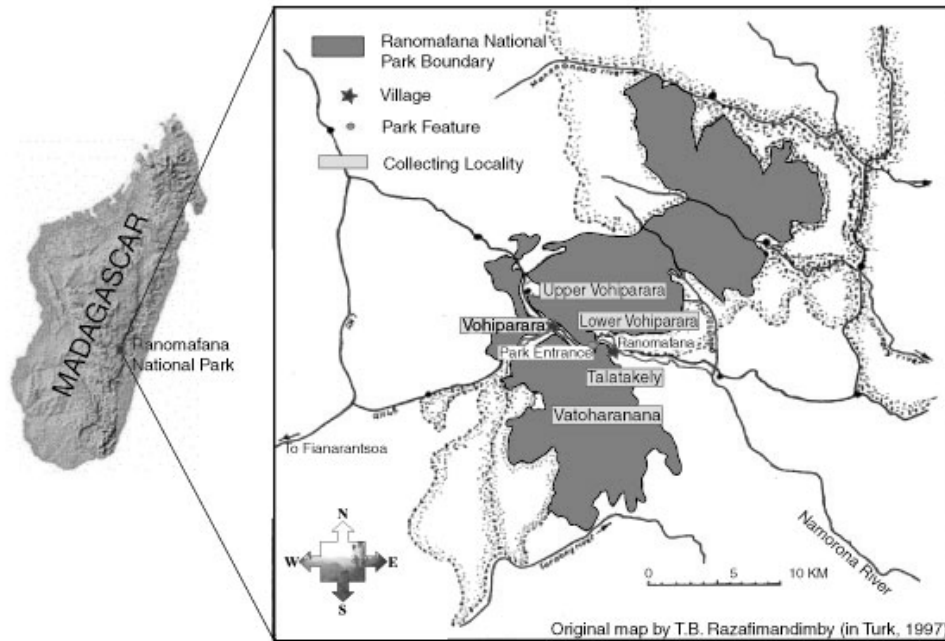 Ranomafana National
Park Boundary
Village
Park Feature
Collecting Locality
MADAGASCAR
Ranomafana
National Park
Upper Vohiparara
Vohiparara
Lower Vohiparara
Ranomafana
Park Entrance
Talatakely
Vatoharanana
To Fianarantsoa
Namorona River
N
W
E
S
0 5 10 KM
Original map by T.B. Razafimandimby (in Turk, 1997)